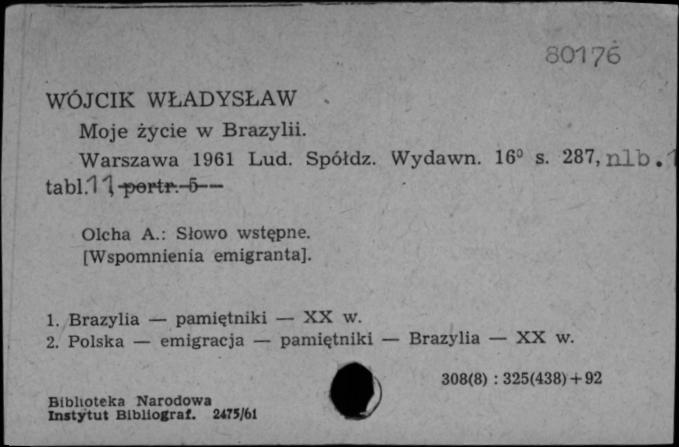 80176
WÓJCIK WŁADYSŁAW
Moje życie w Brazylii.
Warszawa 1961 Lud. Spółdz. Wydawn. 16⁰ s. 287, nlb. 1
tabl. 11, portr. 5
Olcha A.: Słowo wstępne.
[Wspomnienia emigranta].
1. Brazylia — pamiętniki — XX w.
2. Polska — emigracja — pamiętniki — Brazylia — XX w.
308(8) : 325(438) + 92
Biblioteka Narodowa
Instytut Bibliograf. 2475/61